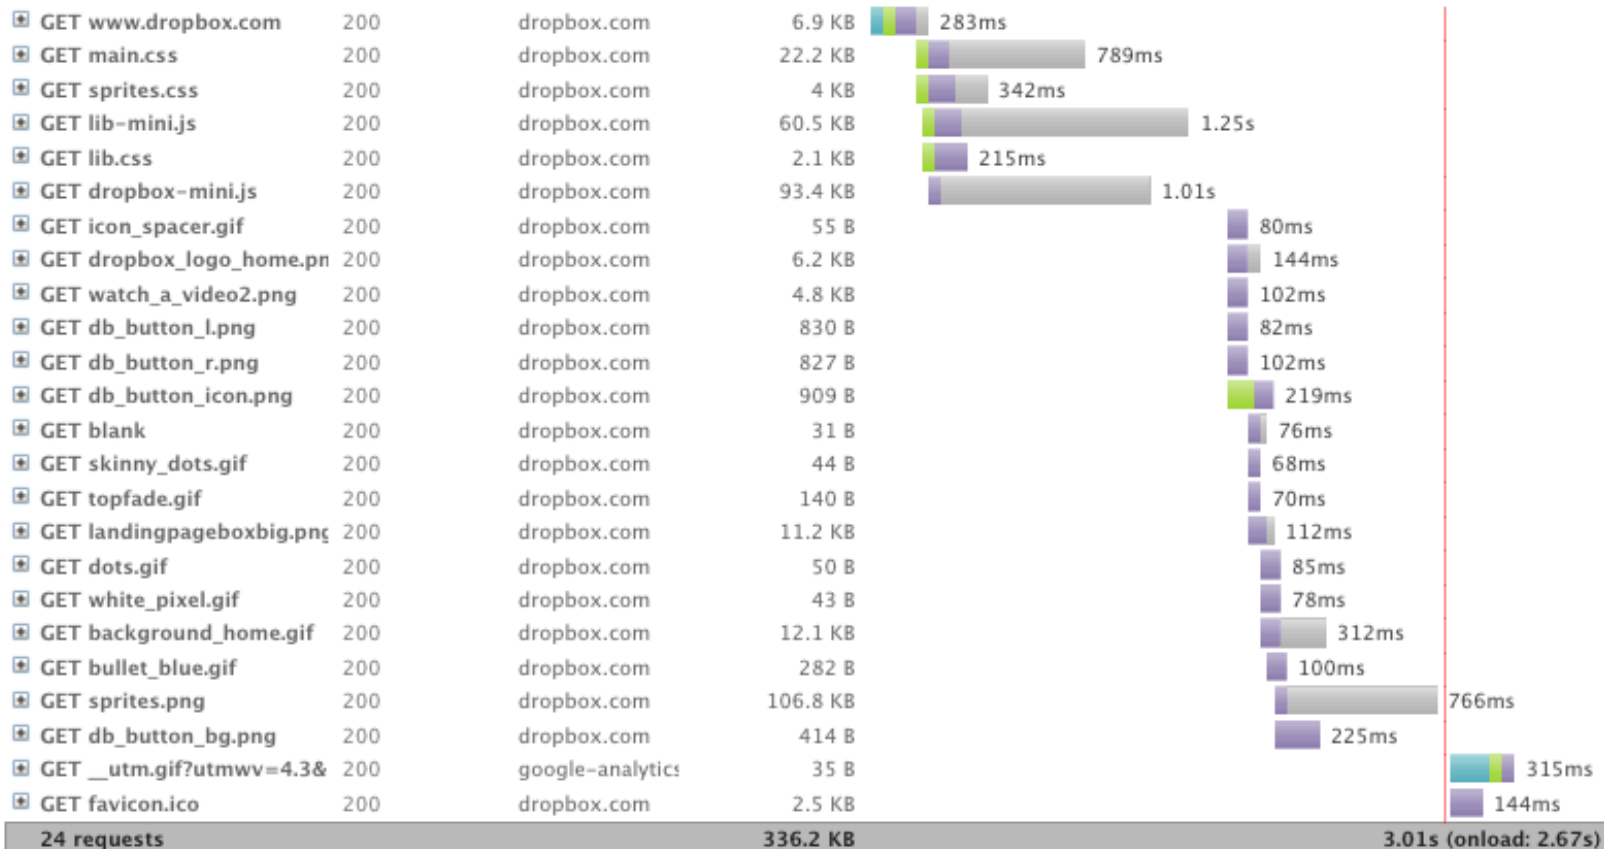 GET www.dropbox.com 200 dropbox.com 6.9 KB 283ms
GET main.css 200 dropbox.com 22.2 KB 789ms
GET sprites.css 200 dropbox.com 4 KB 342ms
GET lib-mini.js 200 dropbox.com 60.5 KB 1.25s
GET lib.css 200 dropbox.com 2.1 KB 215ms
GET dropbox-mini.js 200 dropbox.com 93.4 KB 1.01s
GET icon_spacer.gif 200 dropbox.com 55 B 80ms
GET dropbox_logo_home.pn 200 dropbox.com 6.2 KB 144ms
GET watch_a_video2.png 200 dropbox.com 4.8 KB 102ms
GET db_button_l.png 200 dropbox.com 830 B 82ms
GET db_button_r.png 200 dropbox.com 827 B 102ms
GET db_button_icon.png 200 dropbox.com 909 B 219ms
GET blank 200 dropbox.com 31 B 76ms
GET skinny_dots.gif 200 dropbox.com 44 B 68ms
GET topfade.gif 200 dropbox.com 140 B 70ms
GET landingpageboxbig.png 200 dropbox.com 11.2 KB 112ms
GET dots.gif 200 dropbox.com 50 B 85ms
GET white_pixel.gif 200 dropbox.com 43 B 78ms
GET background_home.gif 200 dropbox.com 12.1 KB 312ms
GET bullet_blue.gif 200 dropbox.com 282 B 100ms
GET sprites.png 200 dropbox.com 106.8 KB 766ms
GET db_button_bg.png 200 dropbox.com 414 B 225ms
GET __utm.gif?utmwv=4.3& 200 google-analytics 35 B 315ms
GET favicon.ico 200 dropbox.com 2.5 KB 144ms
24 requests 336.2 KB 3.01s (onload: 2.67s)